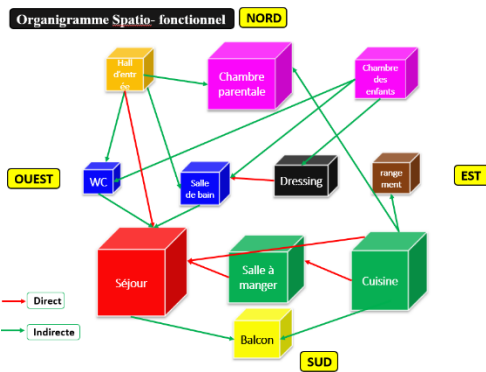 Organigramme Spatio- fonctionnel
NORD
Hall
d'entr
ée
Chambre
parentale
Chambre
des
enfants
OUEST
WC
Salle
de bain
Dressing
range
ment
EST
Séjour
Salle à
manger
Cuisine
Direct
Indirecte
Balcon
SUD